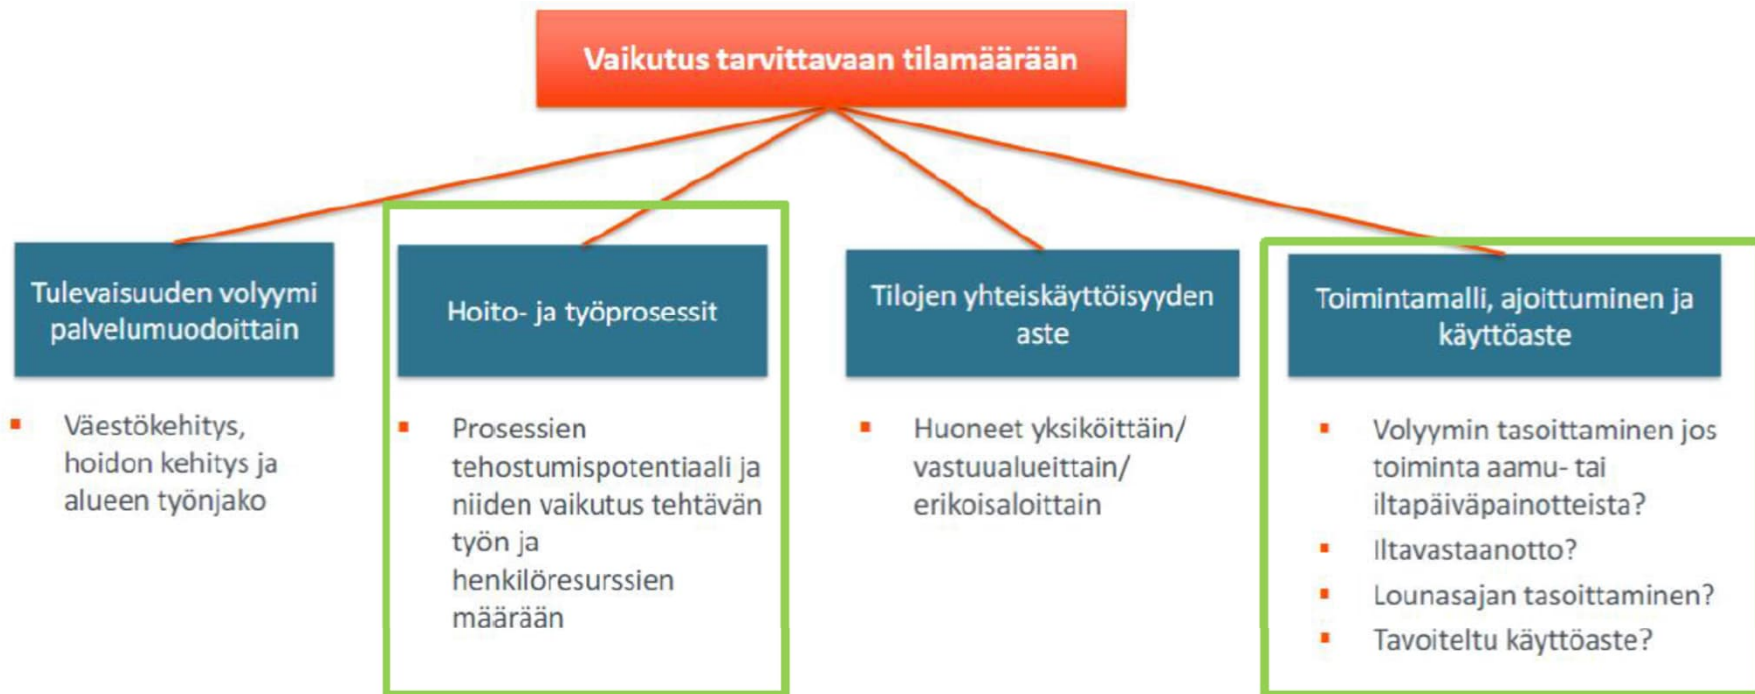 Vaikutus tarvittavaan tilamäärään
Tulevaisuuden volyymi
palvelumuodoittain
Väestökehitys,
hoidon kehitys ja
alueen työnjako
Hoito- ja työprosessit
Prosessien
tehostumispotentiaali ja
niiden vaikutus tehtävän
työn ja
henkilöresurssien
määrään
Tilojen yhteiskäyttöisyyden
aste
Huoneet yksiköittäin/
vastuualueittain/
erikoisaloittain
Toimintamalli, ajoittuminen ja
käyttöaste
Volyymin tasoittaminen jos
toiminta aamu- tai
iltapäiväpainotteista?
Iltavastaanotto?
Lounasajan tasoittaminen?
Tavoiteltu käyttöaste?